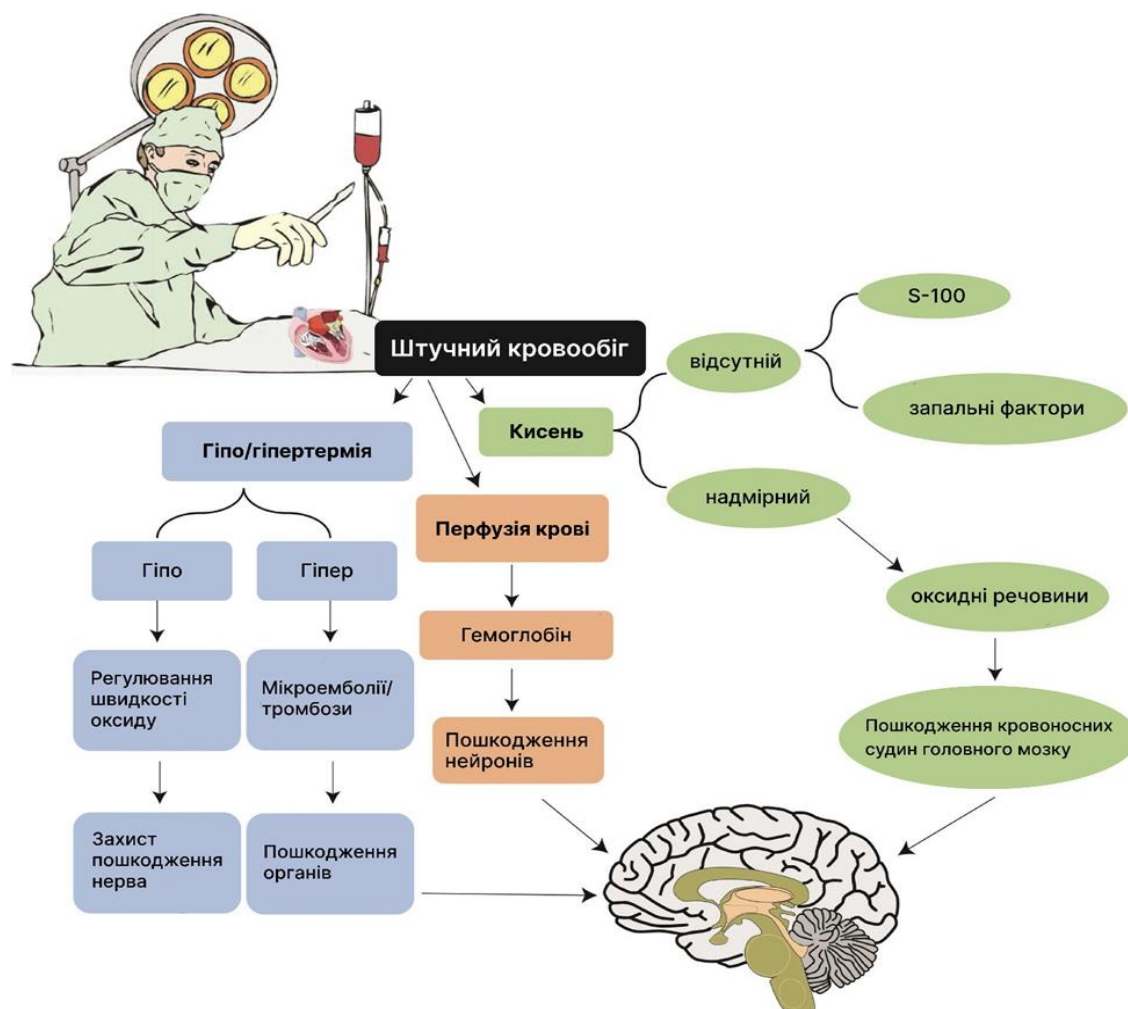 Штучний кровообіг
S-100
відсутній
запальні фактори
Кисень
надмірний
оксидні речовини
Пошкодження кровоносних
судин головного мозку
Гіпо/гіпертермія
Гіпо
Гіпер
Регулювання
швидкості
оксиду
Мікроемболії/
тромбози
Захист
пошкодження
нерва
Пошкодження
органів
Перфузія крові
Гемоглобін
Пошкодження
нейронів